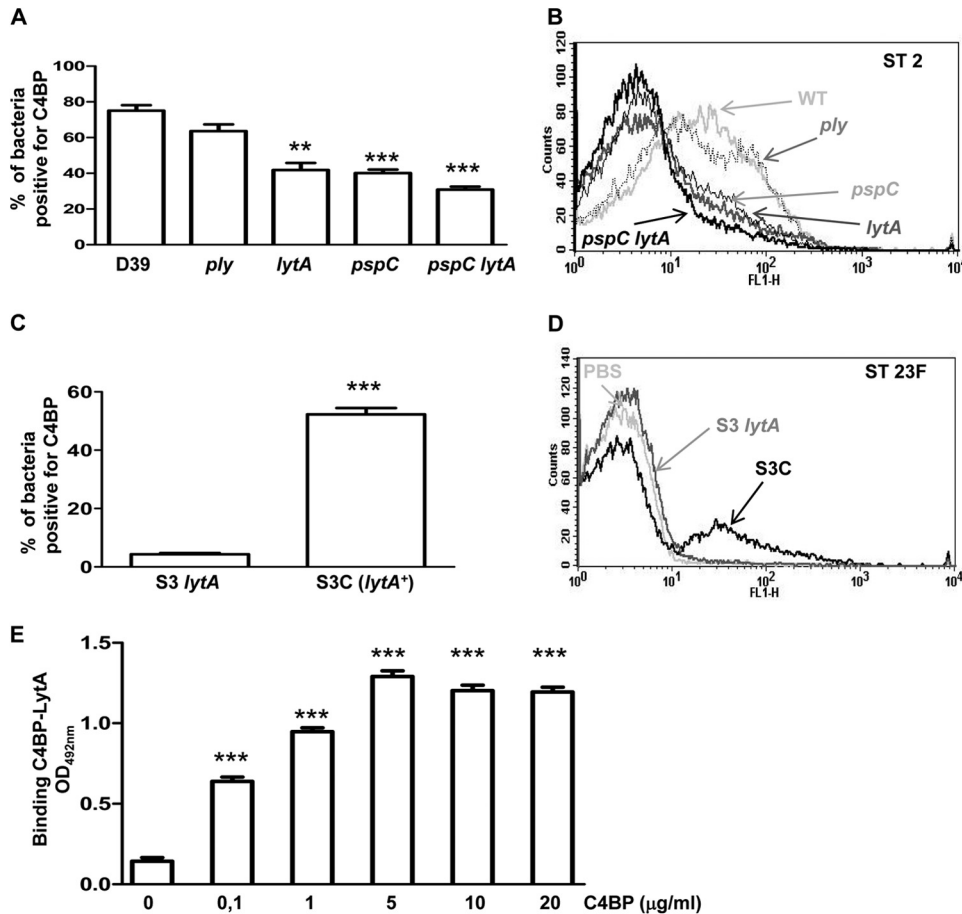 A
% of bacteria
positive for C4BP
100
80
60
40
20
0
**
***
***
D39
ply
lytA
pspC
pspC lytA
B
ST 2
Counts
120
100
80
60
40
20
0
WT
ply
pspC
lytA
pspC lytA
10⁰
10¹
10²
10³
10⁴
FL1-H
C
% of bacteria
positive for C4BP
60
40
20
0
***
S3 lytA
S3C (lytA⁺)
D
ST 23F
Counts
140
120
100
80
60
40
20
0
PBS
S3 lytA
S3C
10⁰
10¹
10²
10³
10⁴
FL1-H
E
Binding C4BP-LytA
OD492nm
1.5
1.0
0.5
0.0
***
***
***
***
***
0
0,1
1
5
10
20
C4BP (µg/ml)